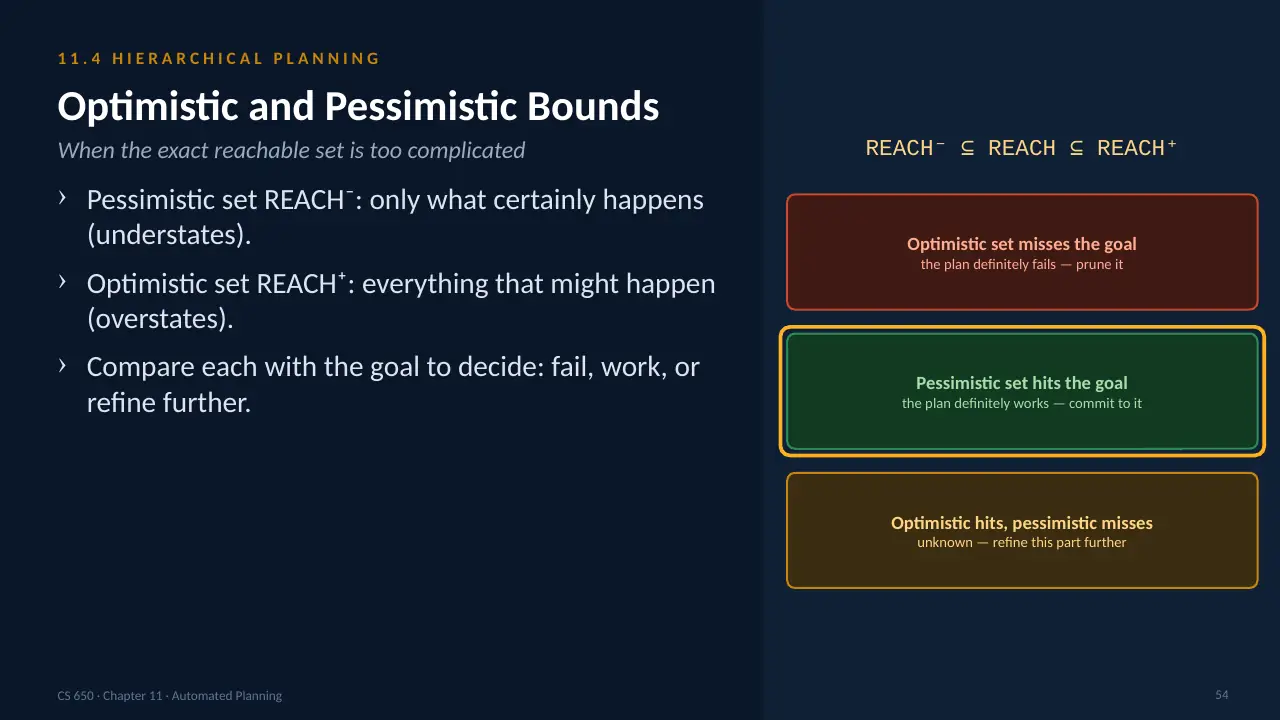 11.4 HIERARCHICAL PLANNING
Optimistic and Pessimistic Bounds
When the exact reachable set is too complicated
› Pessimistic set REACH⁻: only what certainly happens
(understates).
› Optimistic set REACH⁺: everything that might happen
(overstates).
› Compare each with the goal to decide: fail, work, or
refine further.
REACH⁻ ⊆ REACH ⊆ REACH⁺
Optimistic set misses the goal
the plan definitely fails — prune it
Pessimistic set hits the goal
the plan definitely works — commit to it
Optimistic hits, pessimistic misses
unknown — refine this part further
CS 650 · Chapter 11 · Automated Planning
54